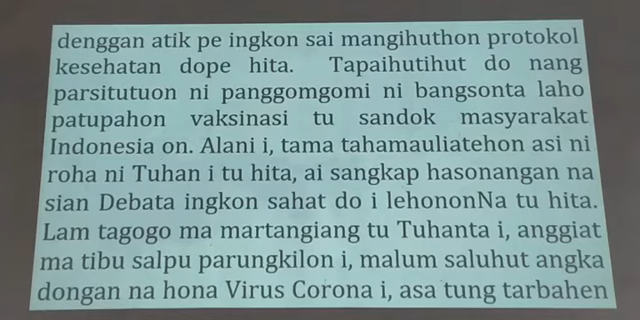 denggan atik pe ingkon sai mangihuthon protokol
kesehatan dope hita. Tapaihutihut do nang
parsitutuon ni panggomgomi ni bangsonta laho
patupahon vaksinasi tu sandok masyarakat
Indonesia on. Alani i, tama tahamauliatehon asi ni
roha ni Tuhan i tu hita, ai sangkap hasonangan na
sian Debata ingkon sahat do i lehononNa tu hita.
Lam tagogo ma martangiang tu Tuhanta i, anggiat
ma tibu salpu parungkilon i, malum saluhut angka
dongan na hona Virus Corona i, asa tung tarbahen